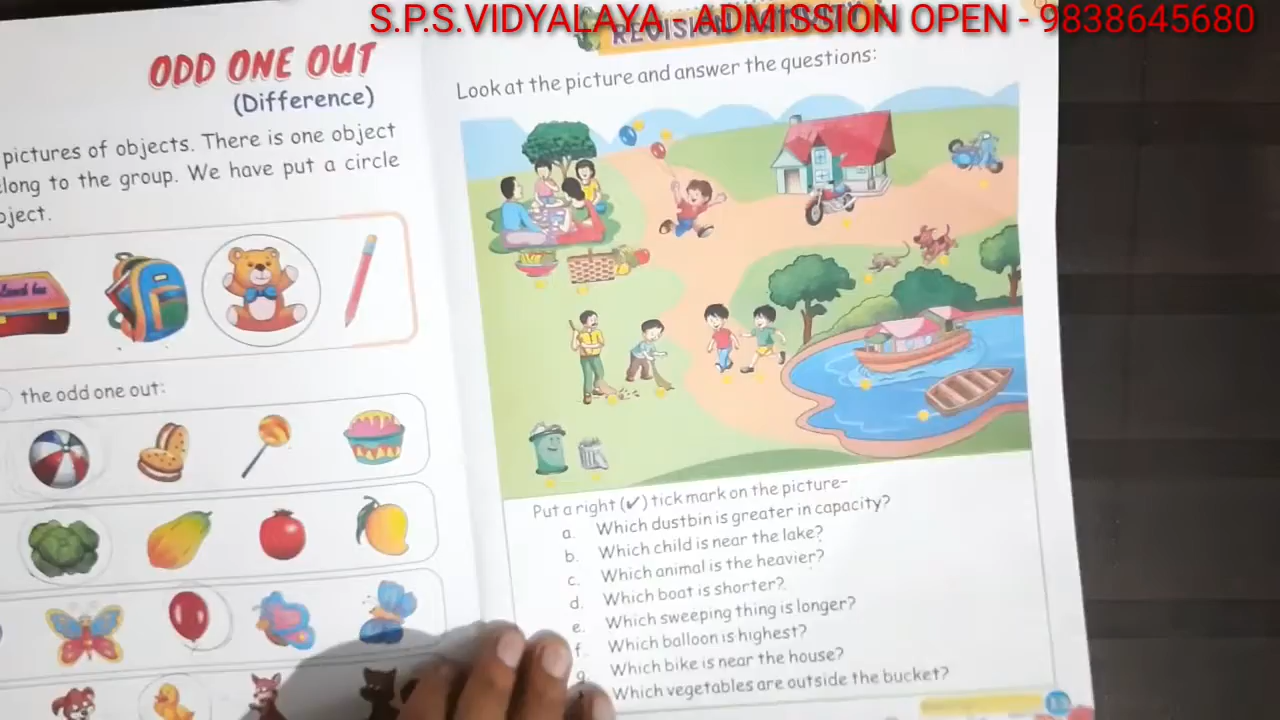 S.P.S.VIDYALAYA - ADMISSION OPEN - 9838645680
ODD ONE OUT
(Difference)
pictures of objects. There is one object
elong to the group. We have put a circle
bject.
Lunch box
the odd one out:
REVISION
Look at the picture and answer the questions:
Put a right (✔) tick mark on the picture-
a. Which dustbin is greater in capacity?
b. Which child is near the lake?
c. Which animal is the heavier?
d. Which boat is shorter?
e. Which sweeping thing is longer?
f. Which balloon is highest?
g. Which bike is near the house?
Which vegetables are outside the bucket?